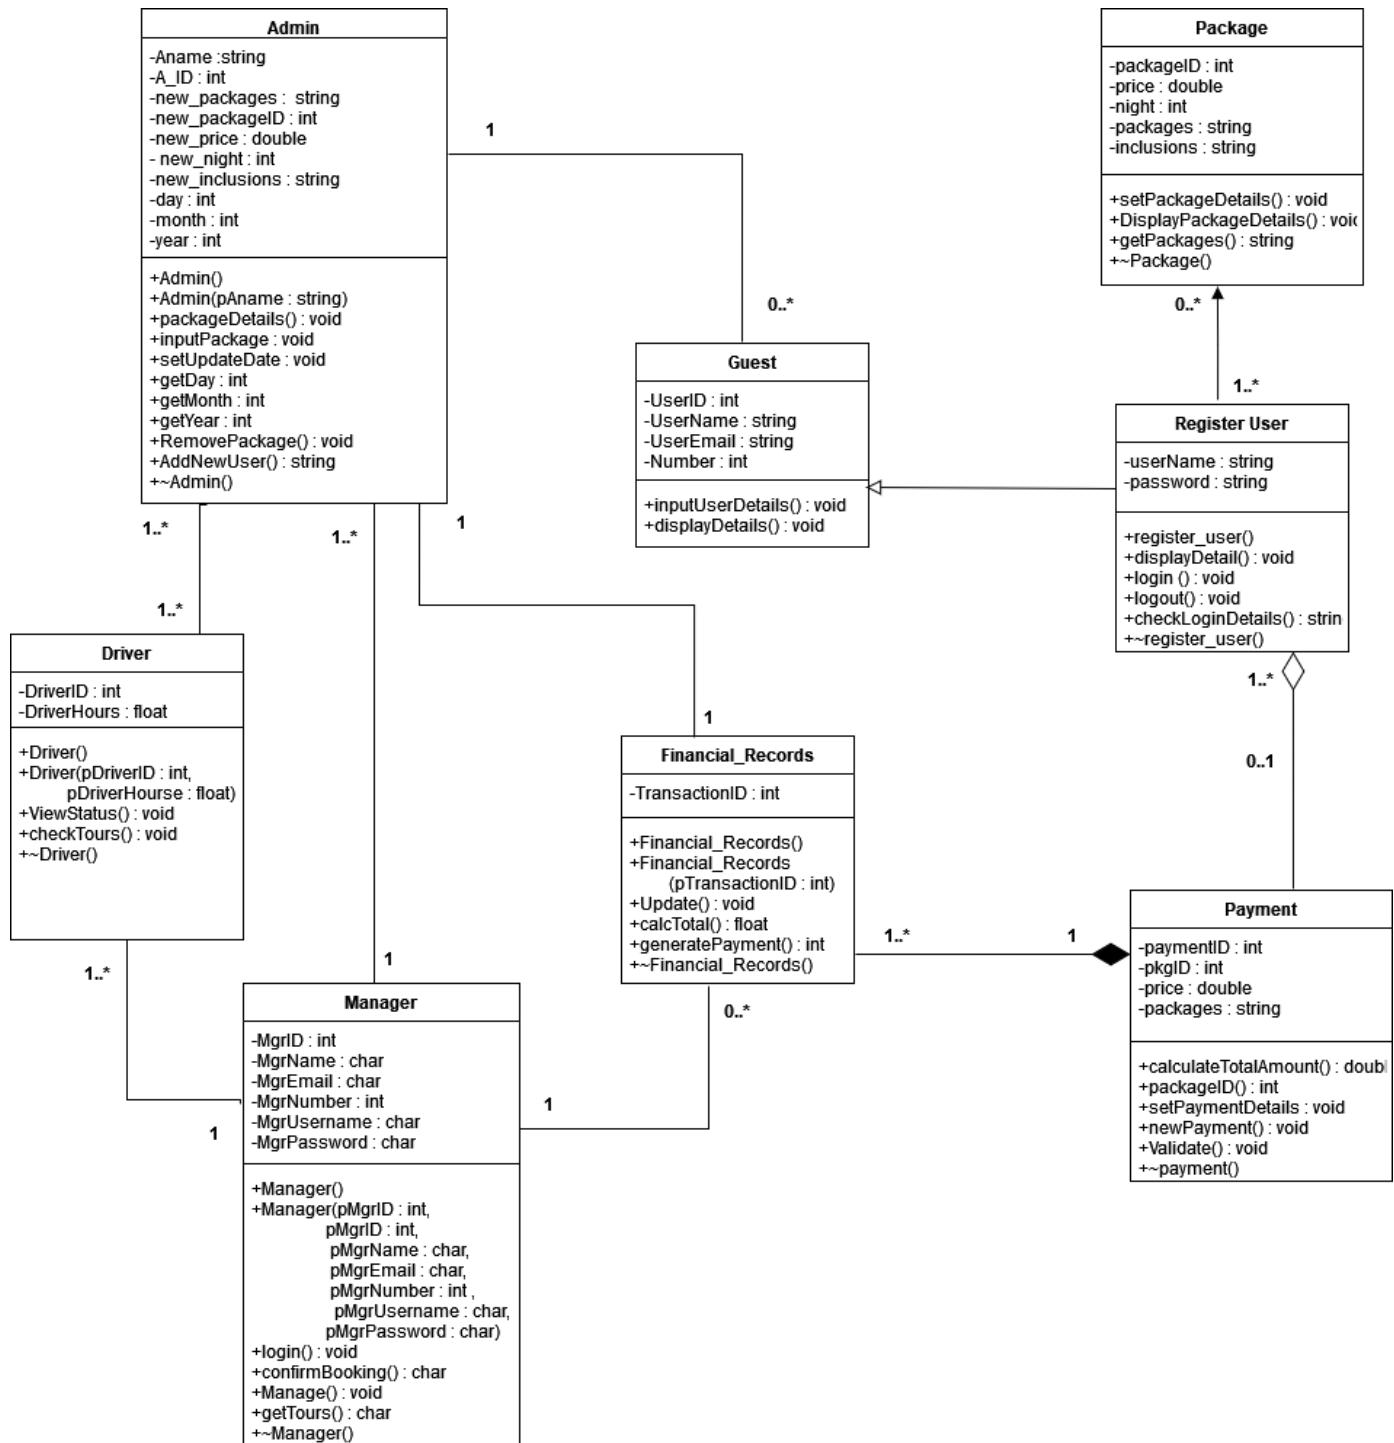 Admin
-Aname :string
-A_ID : int
-new_packages :  string
-new_packageID : int
-new_price : double
- new_night : int
-new_inclusions : string
-day : int
-month : int
-year : int
+Admin()
+Admin(pAname : string)
+packageDetails() : void
+inputPackage : void
+setUpdateDate : void
+getDay : int
+getMonth : int
+getYear : int
+RemovePackage() : void
+AddNewUser() : string
+~Admin()
1
0..*
Package
-packageID : int
-price : double
-night : int
-packages : string
-inclusions : string
+setPackageDetails() : void
+DisplayPackageDetails() : voic
+getPackages() : string
+~Package()
0..*
1..*
Guest
-UserID : int
-UserName : string
-UserEmail : string
-Number : int
+inputUserDetails() : void
+displayDetails() : void
Register User
-userName : string
-password : string
+register_user()
+displayDetail() : void
+login () : void
+logout() : void
+checkLoginDetails() : strin
+~register_user()
1..*
0..1
1..*
1..*
1
1..*
Driver
-DriverID : int
-DriverHours : float
+Driver()
+Driver(pDriverID : int,
pDriverHourse : float)
+ViewStatus() : void
+checkTours() : void
+~Driver()
1..*
1
1
1
Financial_Records
-TransactionID : int
+Financial_Records()
+Financial_Records
(pTransactionID : int)
+Update() : void
+calcTotal() : float
+generatePayment() : int
+~Financial_Records()
1..*
1
0..*
1
Payment
-paymentID : int
-pkgID : int
-price : double
-packages : string
+calculateTotalAmount() : doubl
+packageID() : int
+setPaymentDetails : void
+newPayment() : void
+Validate() : void
+~payment()
Manager
-MgrID : int
-MgrName : char
-MgrEmail : char
-MgrNumber : int
-MgrUsername : char
-MgrPassword : char
+Manager()
+Manager(pMgrID : int,
pMgrID : int,
pMgrName : char,
pMgrEmail : char,
pMgrNumber : int ,
pMgrUsername : char,
pMgrPassword : char)
+login() : void
+confirmBooking() : char
+Manage() : void
+getTours() : char
+~Manager()